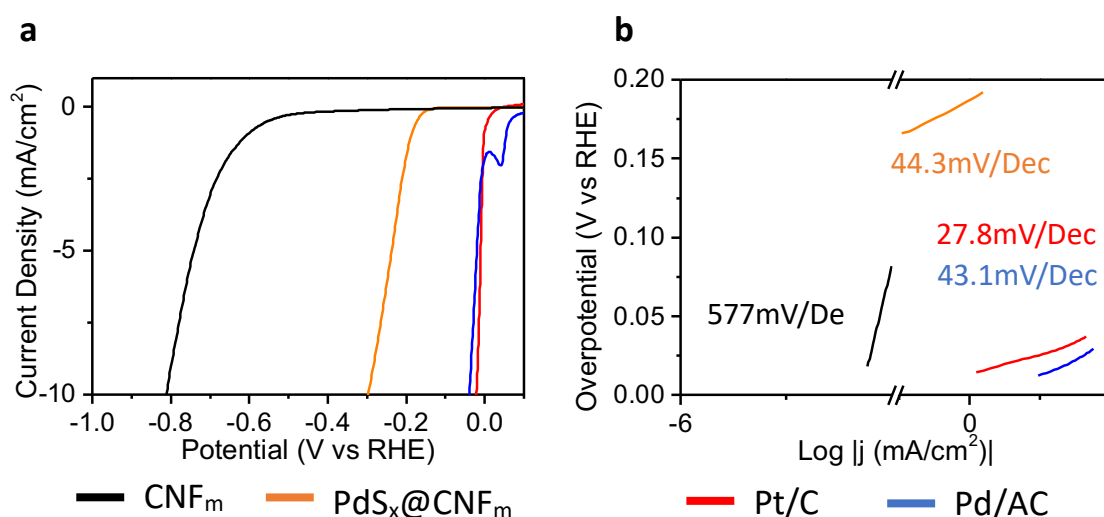 a
0
-5
-10
Current Density (mA/cm²)
-1.0 -0.8 -0.6 -0.4 -0.2 0.0
Potential (V vs RHE)
b
0.20
0.15
0.10
0.05
0.00
Overpotential (V vs RHE)
44.3mV/Dec
27.8mV/Dec
43.1mV/Dec
577mV/De
-6 0
Log |j (mA/cm²)|
CNFₘ PdSₓ@CNFₘ Pt/C Pd/AC